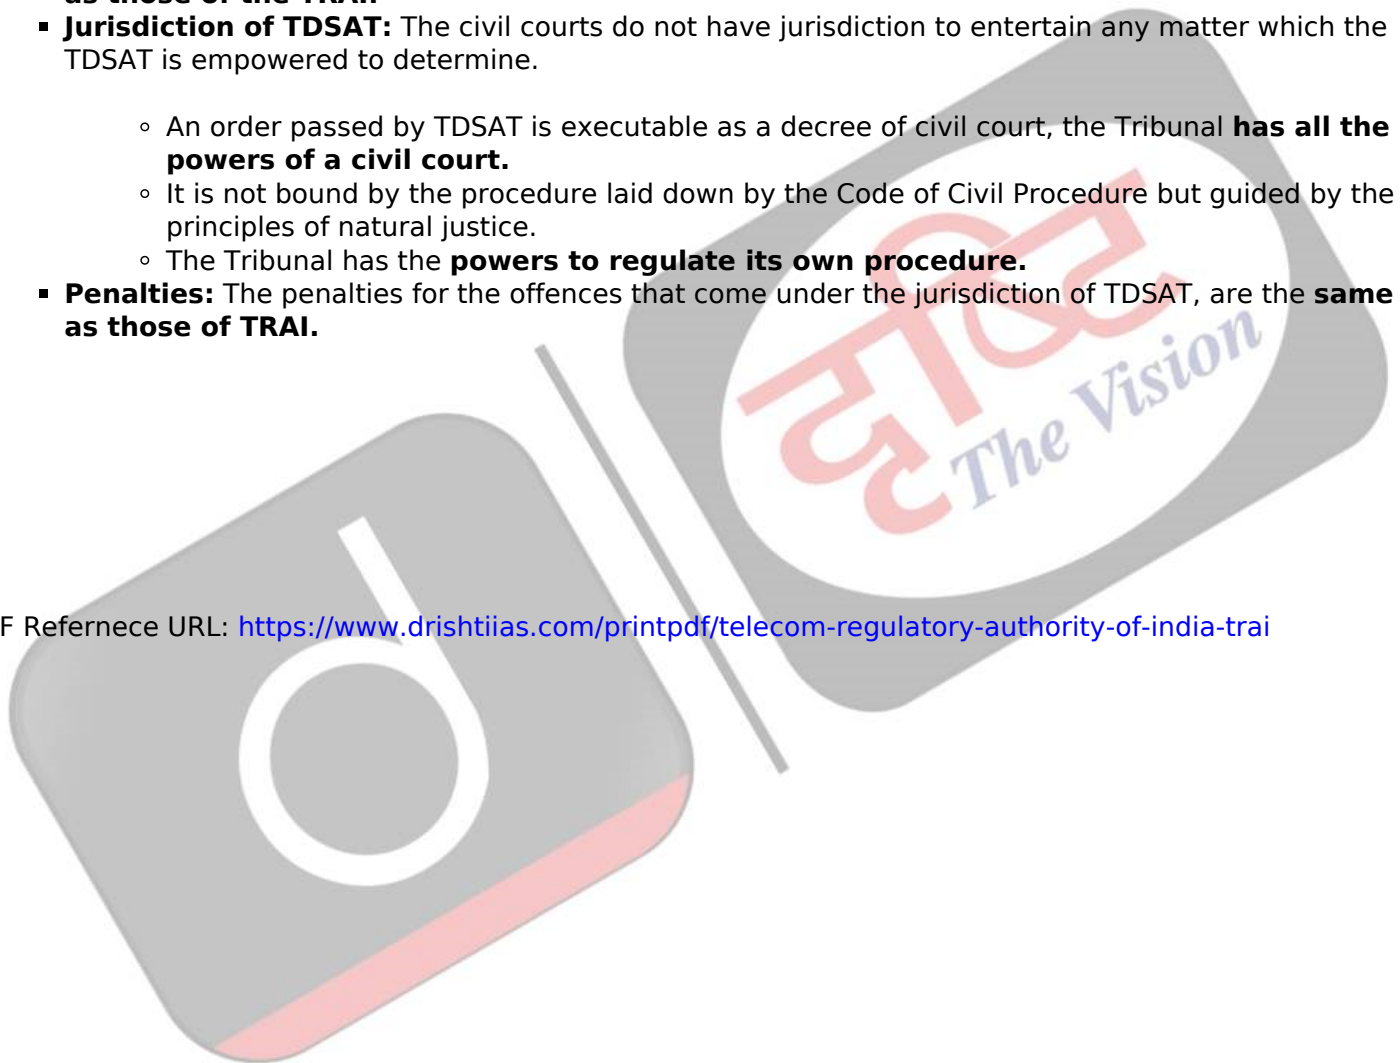 as those of the TRAI.
▪ Jurisdiction of TDSAT: The civil courts do not have jurisdiction to entertain any matter which the
TDSAT is empowered to determine.
◦ An order passed by TDSAT is executable as a decree of civil court, the Tribunal has all the
powers of a civil court.
◦ It is not bound by the procedure laid down by the Code of Civil Procedure but guided by the
principles of natural justice.
◦ The Tribunal has the powers to regulate its own procedure.
▪ Penalties: The penalties for the offences that come under the jurisdiction of TDSAT, are the same
as those of TRAI.
दृष्टि
The Vision
d
F Refernece URL: https://www.drishtiias.com/printpdf/telecom-regulatory-authority-of-india-trai